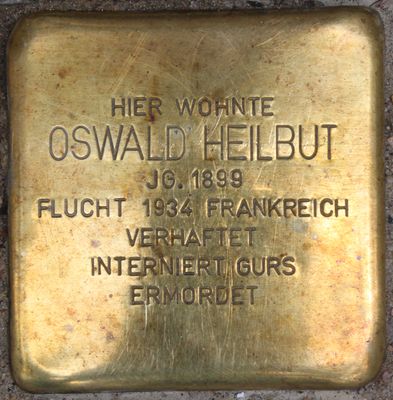 HIER WOHNTE
OSWALD HEILBUT
JG. 1899
FLUCHT 1934 FRANKREICH
VERHAFTET
INTERNIERT GURS
ERMORDET